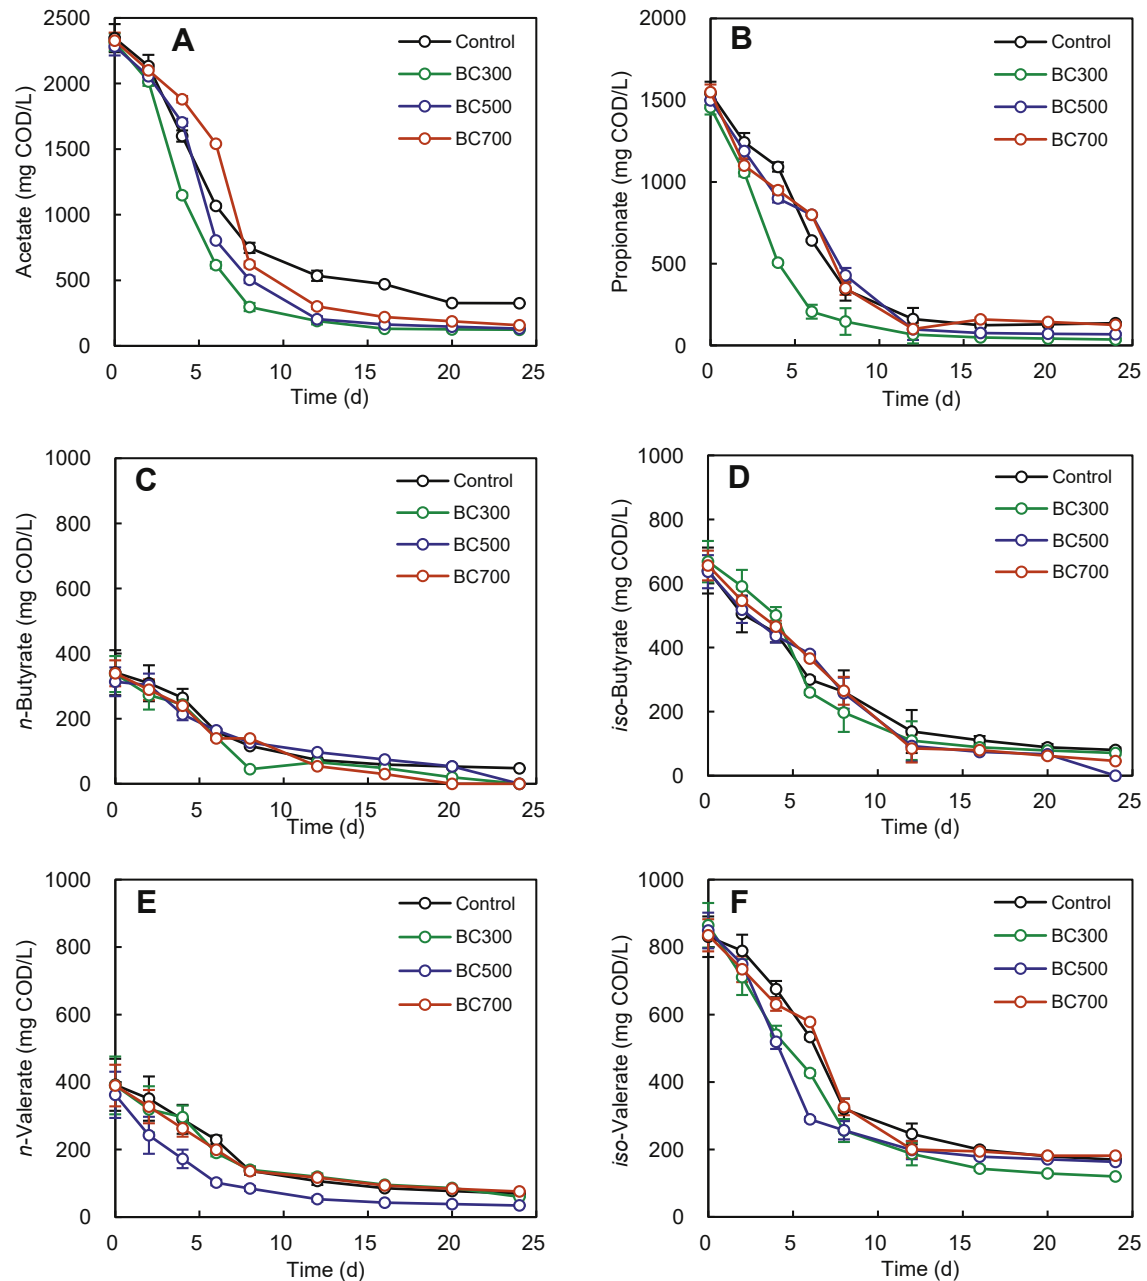 A
Acetate (mg COD/L)
2500
2000
1500
1000
500
0
Control
BC300
BC500
BC700
0 5 10 15 20 25
Time (d)
B
Propionate (mg COD/L)
2000
1500
1000
500
0
Control
BC300
BC500
BC700
0 5 10 15 20 25
Time (d)
C
n-Butyrate (mg COD/L)
1000
800
600
400
200
0
Control
BC300
BC500
BC700
0 5 10 15 20 25
Time (d)
D
iso-Butyrate (mg COD/L)
1000
800
600
400
200
0
Control
BC300
BC500
BC700
0 5 10 15 20 25
Time (d)
E
n-Valerate (mg COD/L)
1000
800
600
400
200
0
Control
BC300
BC500
BC700
0 5 10 15 20 25
Time (d)
F
iso-Valerate (mg COD/L)
1000
800
600
400
200
0
Control
BC300
BC500
BC700
0 5 10 15 20 25
Time (d)